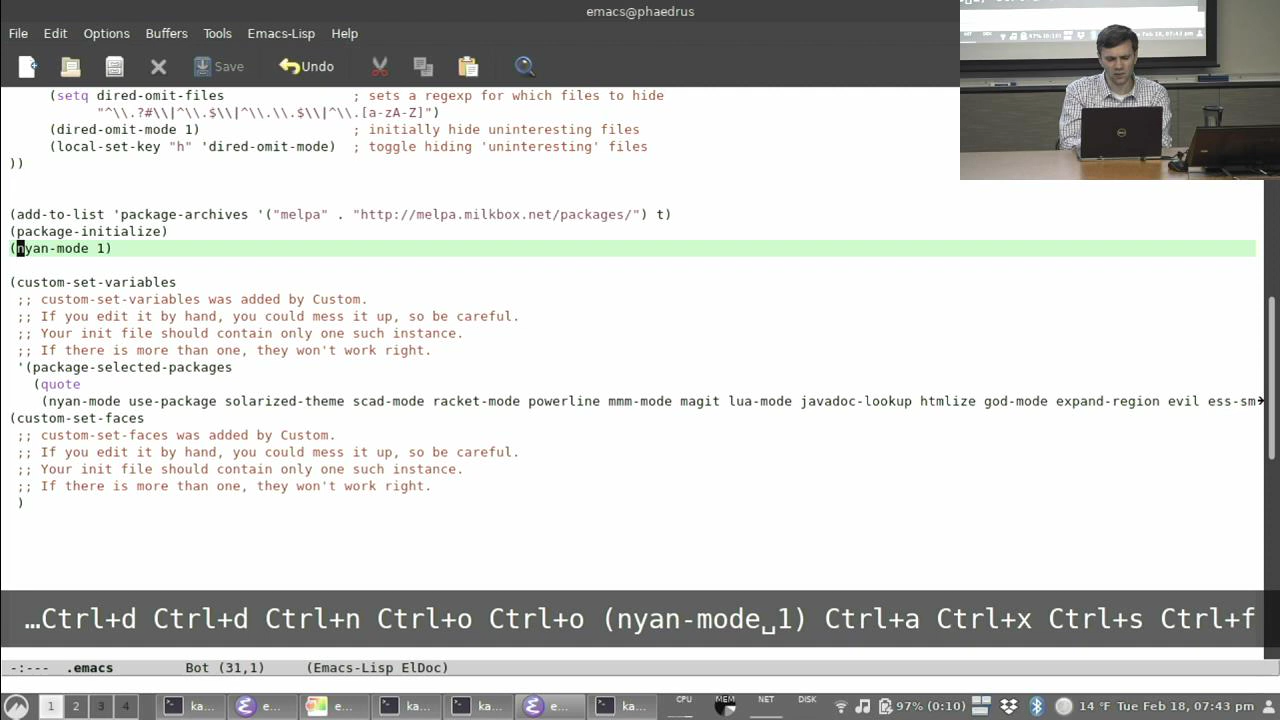 emacs@phaedrus
File Edit Options Buffers Tools Emacs-Lisp Help
Save Undo
(setq dired-omit-files ; sets a regexp for which files to hide
"^\\.?#\\|^\\.$\\|^\\.\\.$\\|^\\.[a-zA-Z]")
(dired-omit-mode 1) ; initially hide uninteresting files
(local-set-key "h" 'dired-omit-mode) ; toggle hiding 'uninteresting' files
))
(add-to-list 'package-archives '("melpa" . "http://melpa.milkbox.net/packages/") t)
(package-initialize)
(nyan-mode 1)
(custom-set-variables
;; custom-set-variables was added by Custom.
;; If you edit it by hand, you could mess it up, so be careful.
;; Your init file should contain only one such instance.
;; If there is more than one, they won't work right.
'(package-selected-packages
(quote
(nyan-mode use-package solarized-theme scad-mode racket-mode powerline mmm-mode magit lua-mode javadoc-lookup htmlize god-mode expand-region evil ess-sm
(custom-set-faces
;; custom-set-faces was added by Custom.
;; If you edit it by hand, you could mess it up, so be careful.
;; Your init file should contain only one such instance.
;; If there is more than one, they won't work right.
)
…Ctrl+d Ctrl+d Ctrl+n Ctrl+o Ctrl+o (nyan-mode␣1) Ctrl+a Ctrl+x Ctrl+s Ctrl+f
-:--- .emacs Bot (31,1) (Emacs-Lisp ElDoc)
1 2 3 4 ka... e... e... ka... ka... e... ka... CPU MEM NET DISK 97% (0:10) 14 °F Tue Feb 18, 07:43 pm